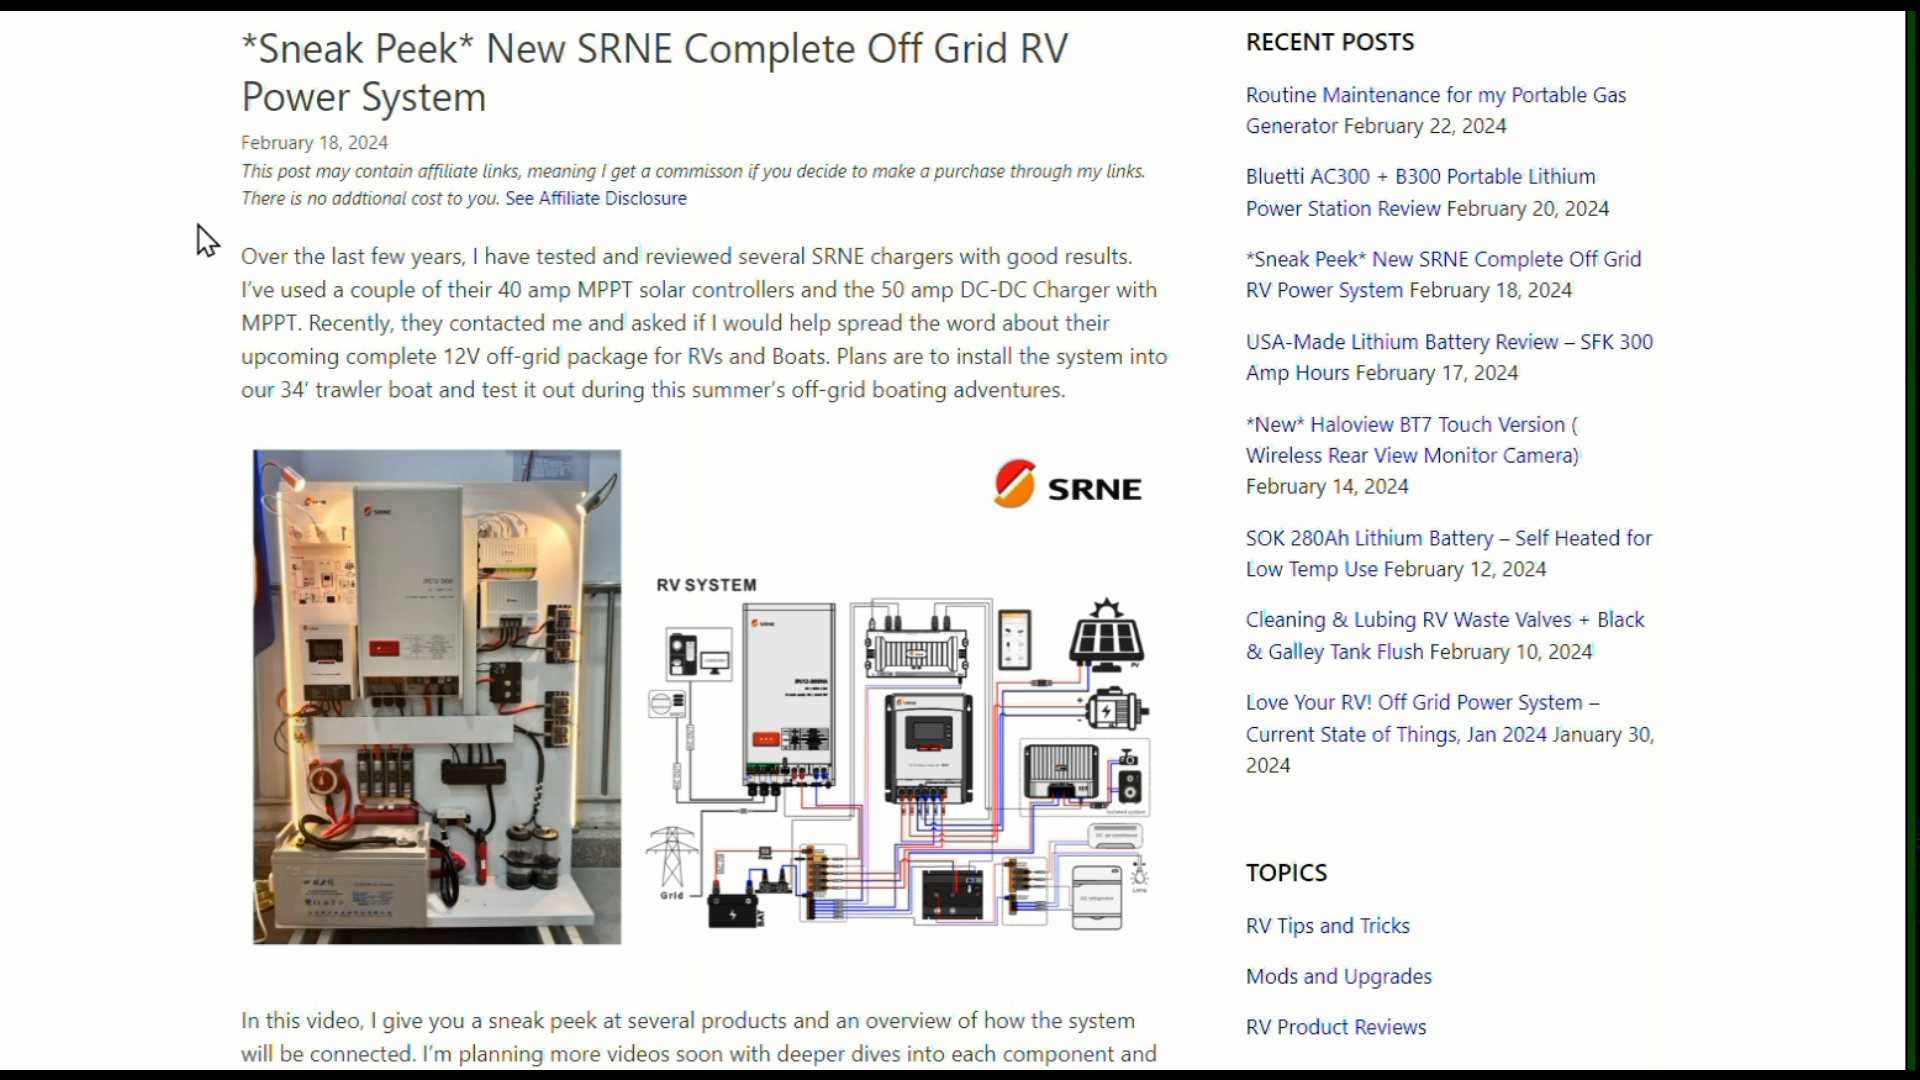 *Sneak Peek* New SRNE Complete Off Grid RV
Power System
February 18, 2024
This post may contain affiliate links, meaning I get a commisson if you decide to make a purchase through my links.
There is no addtional cost to you. See Affiliate Disclosure
Over the last few years, I have tested and reviewed several SRNE chargers with good results.
I've used a couple of their 40 amp MPPT solar controllers and the 50 amp DC-DC Charger with
MPPT. Recently, they contacted me and asked if I would help spread the word about their
upcoming complete 12V off-grid package for RVs and Boats. Plans are to install the system into
our 34' trawler boat and test it out during this summer's off-grid boating adventures.
SRNE
SRNE
RV SYSTEM
SRNE
PV
Grid
BAT
Isolated system
DC air conditioner
DC refrigerator
Lamp
In this video, I give you a sneak peek at several products and an overview of how the system
will be connected. I'm planning more videos soon with deeper dives into each component and
RECENT POSTS
Routine Maintenance for my Portable Gas
Generator February 22, 2024
Bluetti AC300 + B300 Portable Lithium
Power Station Review February 20, 2024
*Sneak Peek* New SRNE Complete Off Grid
RV Power System February 18, 2024
USA-Made Lithium Battery Review – SFK 300
Amp Hours February 17, 2024
*New* Haloview BT7 Touch Version (
Wireless Rear View Monitor Camera)
February 14, 2024
SOK 280Ah Lithium Battery – Self Heated for
Low Temp Use February 12, 2024
Cleaning & Lubing RV Waste Valves + Black
& Galley Tank Flush February 10, 2024
Love Your RV! Off Grid Power System –
Current State of Things, Jan 2024 January 30,
2024
TOPICS
RV Tips and Tricks
Mods and Upgrades
RV Product Reviews